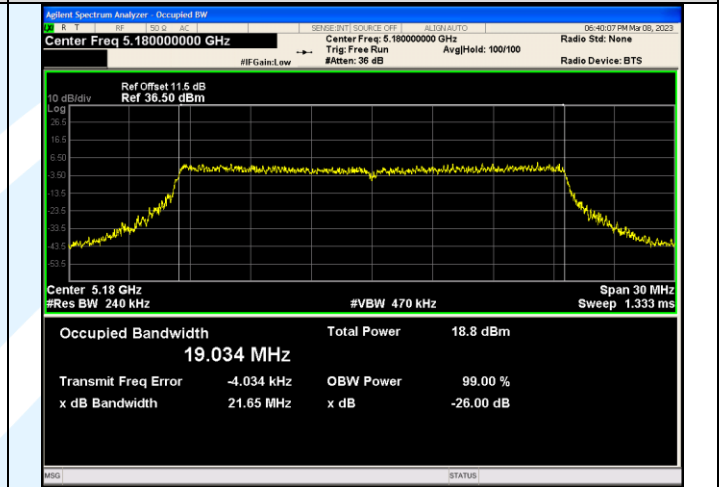 Agilent Spectrum Analyzer - Occupied BW
R T RF 50 Ω AC SENSE:INT SOURCE OFF ALIGN AUTO 06:40:07 PM Mar 08, 2023
Center Freq 5.180000000 GHz
Center Freq: 5.180000000 GHz
Radio Std: None
Trig: Free Run Avg|Hold: 100/100
#IFGain:Low #Atten: 36 dB Radio Device: BTS
Ref Offset 11.5 dB
10 dB/div Ref 36.50 dBm
Log
26.5
16.5
6.50
-3.50
-13.5
-23.5
-33.5
-43.5
-53.5
Center 5.18 GHz Span 30 MHz
#Res BW 240 kHz #VBW 470 kHz Sweep 1.333 ms
Occupied Bandwidth Total Power 18.8 dBm
19.034 MHz
Transmit Freq Error -4.034 kHz OBW Power 99.00 %
x dB Bandwidth 21.65 MHz x dB -26.00 dB
MSG STATUS